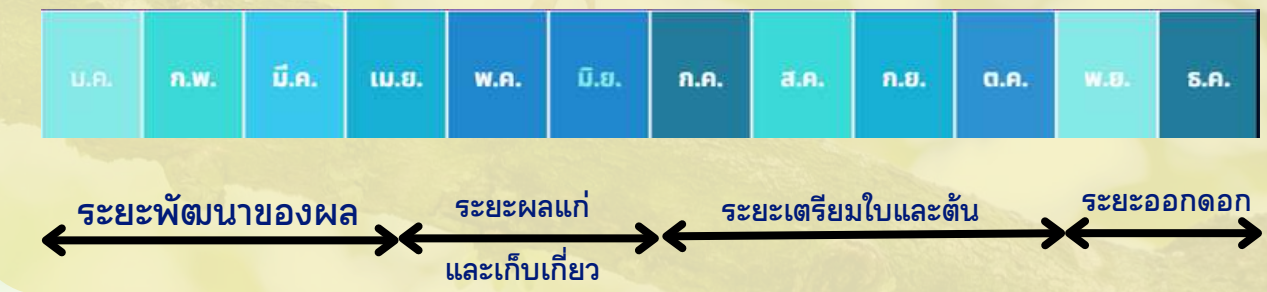 ม.ค. ก.พ. มี.ค. เม.ย. พ.ค. มิ.ย. ก.ค. ส.ค. ก.ย. ต.ค. พ.ย. ธ.ค.
ระยะพัฒนาของผล
ระยะผลแก่
และเก็บเกี่ยว
ระยะเตรียมใบและต้น
ระยะออกดอก